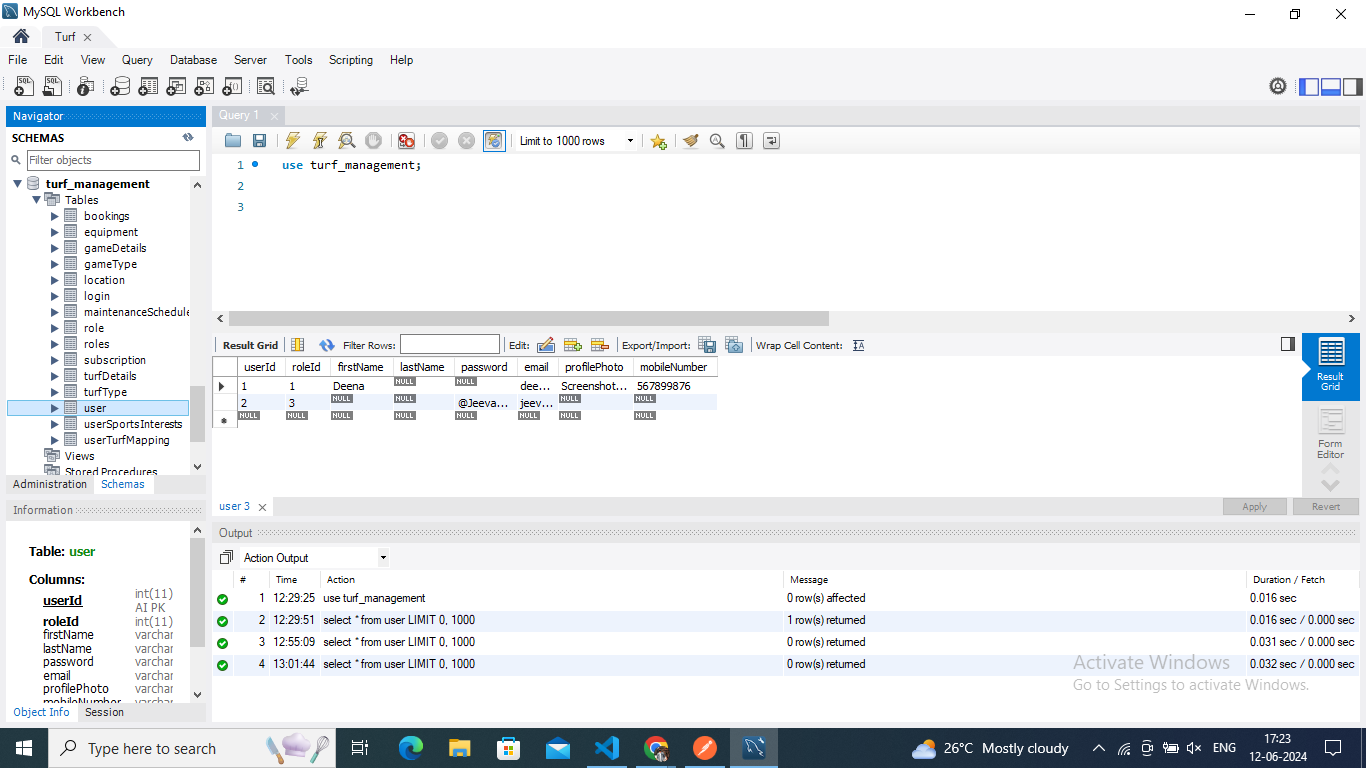 MySQL Workbench
Turf
File Edit View Query Database Server Tools Scripting Help
Navigator
SCHEMAS
Filter objects
turf_management
Tables
bookings
equipment
gameDetails
gameType
location
login
maintenanceSchedule
role
roles
subscription
turfDetails
turfType
user
userSportsInterests
userTurfMapping
Views
Stored Procedures
Administration Schemas
Information
Table: user
Columns:
userId int(11) AI PK
roleId int(11)
firstName varchar
lastName varchar
password varchar
email varchar
profilePhoto varchar
mobileNumber varchar
Object Info Session
Query 1
Limit to 1000 rows
1 use turf_management;
2
3
Result Grid Filter Rows: Edit: Export/Import: Wrap Cell Content:
userId roleId firstName lastName password email profilePhoto mobileNumber
1 1 Deena NULL NULL dee... Screenshot... 567899876
2 3 NULL NULL @Jeeva... jeev... NULL NULL
NULL NULL NULL NULL NULL NULL NULL NULL
Result Grid
Form Editor
user 3
Apply Revert
Output
Action Output
# Time Action Message Duration / Fetch
1 12:29:25 use turf_management 0 row(s) affected 0.016 sec
2 12:29:51 select * from user LIMIT 0, 1000 1 row(s) returned 0.016 sec / 0.000 sec
3 12:55:09 select * from user LIMIT 0, 1000 0 row(s) returned 0.031 sec / 0.000 sec
4 13:01:44 select * from user LIMIT 0, 1000 0 row(s) returned 0.032 sec / 0.000 sec
Activate Windows
Go to Settings to activate Windows.
Type here to search
26°C Mostly cloudy
ENG
17:23
12-06-2024